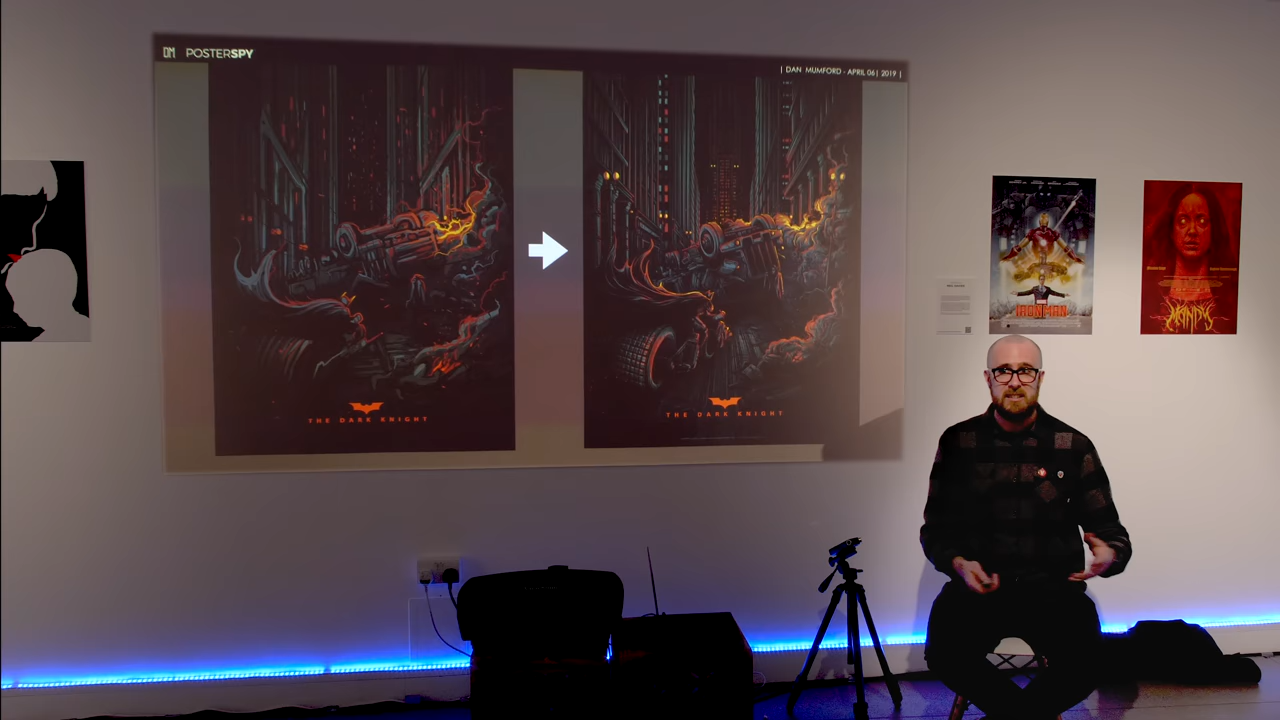 DM POSTERSPY
| DAN MUMFORD - APRIL 06| 2019 |
THE DARK KNIGHT
THE DARK KNIGHT
IRON MAN
MANDY